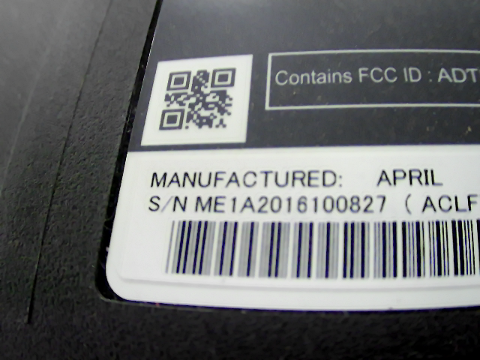 Contains FCC ID : ADT
MANUFACTURED: APRIL
S/N ME1A2016100827 ( ACLF